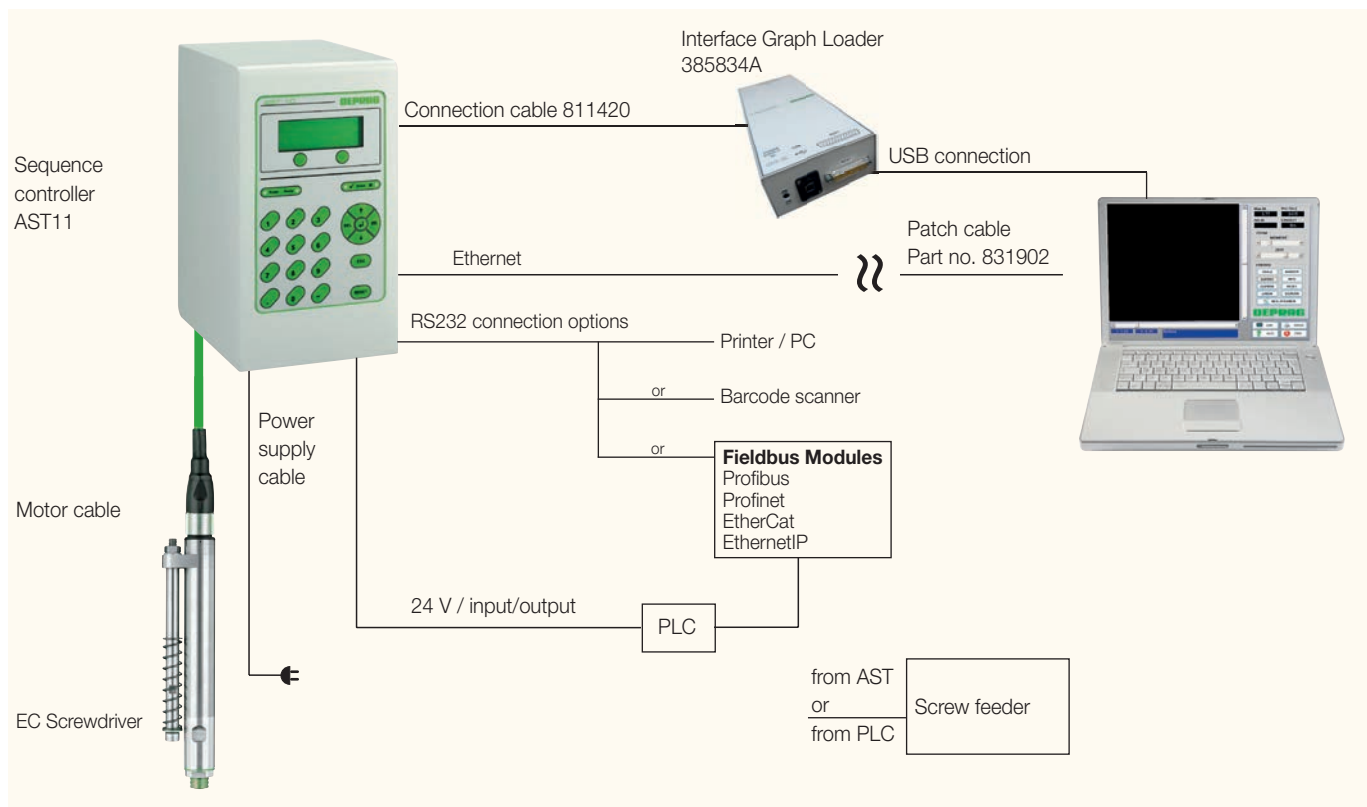 Interface Graph Loader
385834A
DEPRAG
Connection cable 811420
USB connection
Sequence
controller
AST11
Patch cable
Part no. 831902
Ethernet
DEPRAG
RS232 connection options
Printer / PC
or
Barcode scanner
or
Fieldbus Modules
Profibus
Profinet
EtherCat
EthernetIP
Power
supply
cable
Motor cable
24 V / input/output
PLC
EC Screwdriver
from AST
or
from PLC
Screw feeder